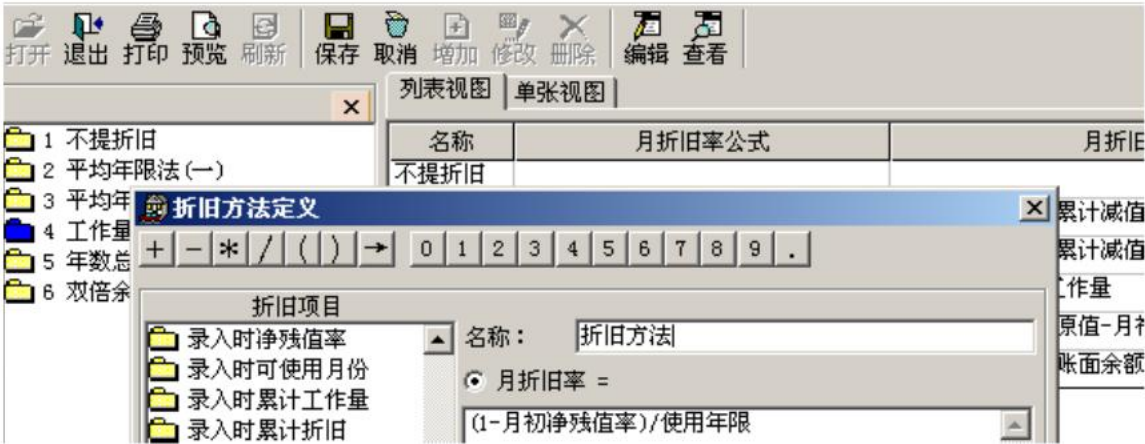 打开 退出 打印 预览 刷新 保存 取消 增加 修改 删除 编辑 查看
列表视图 单张视图
×
名称 月折旧率公式 月折旧
1 不提折旧
2 平均年限法(一)
3 平均年
4 工作量
5 年数总
6 双倍余
不提折旧
累计减值
累计减值
工作量
原值-月初
账面余额
折旧方法定义 ×
+ - * / ( ) → 0 1 2 3 4 5 6 7 8 9 .
折旧项目
录入时净残值率
录入时可使用月份
录入时累计工作量
录入时累计折旧
名称： 折旧方法
月折旧率 =
(1-月初净残值率)/使用年限